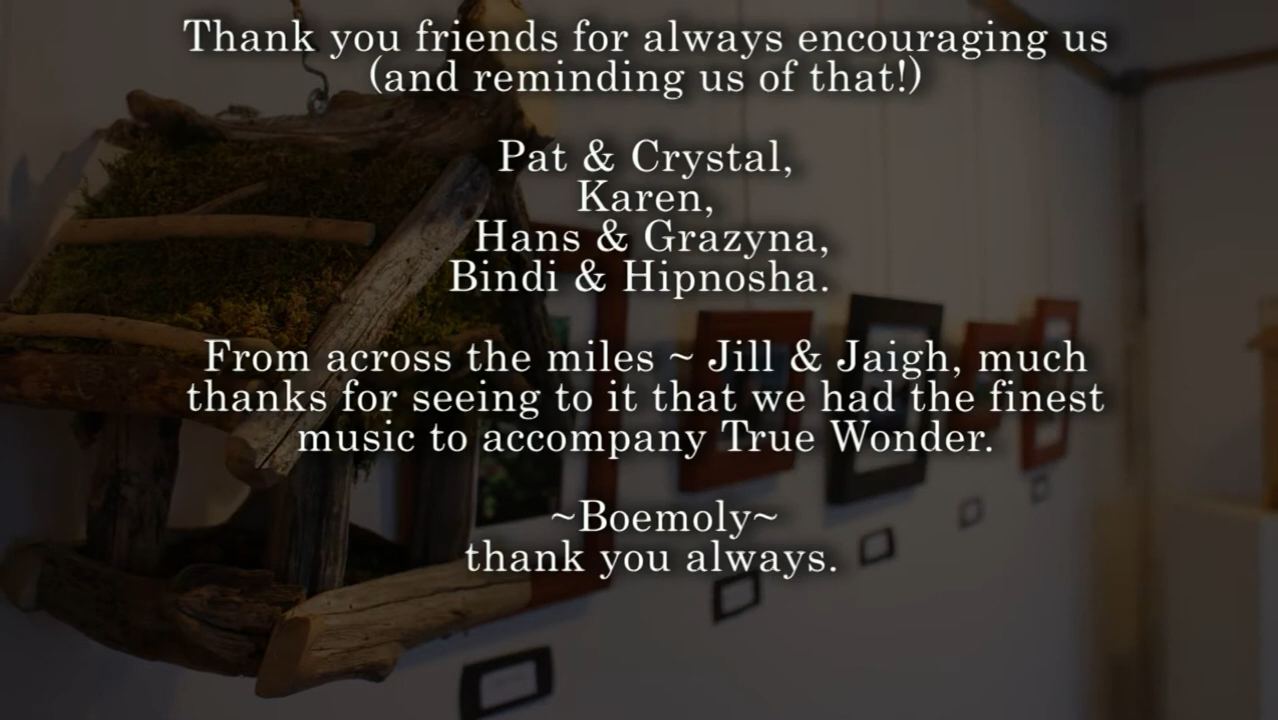 Thank you friends for always encouraging us
(and reminding us of that!)
Pat & Crystal,
Karen,
Hans & Grazyna,
Bindi & Hipnosha.
From across the miles ~ Jill & Jaigh, much
thanks for seeing to it that we had the finest
music to accompany True Wonder.
~Boemoly~
thank you always.